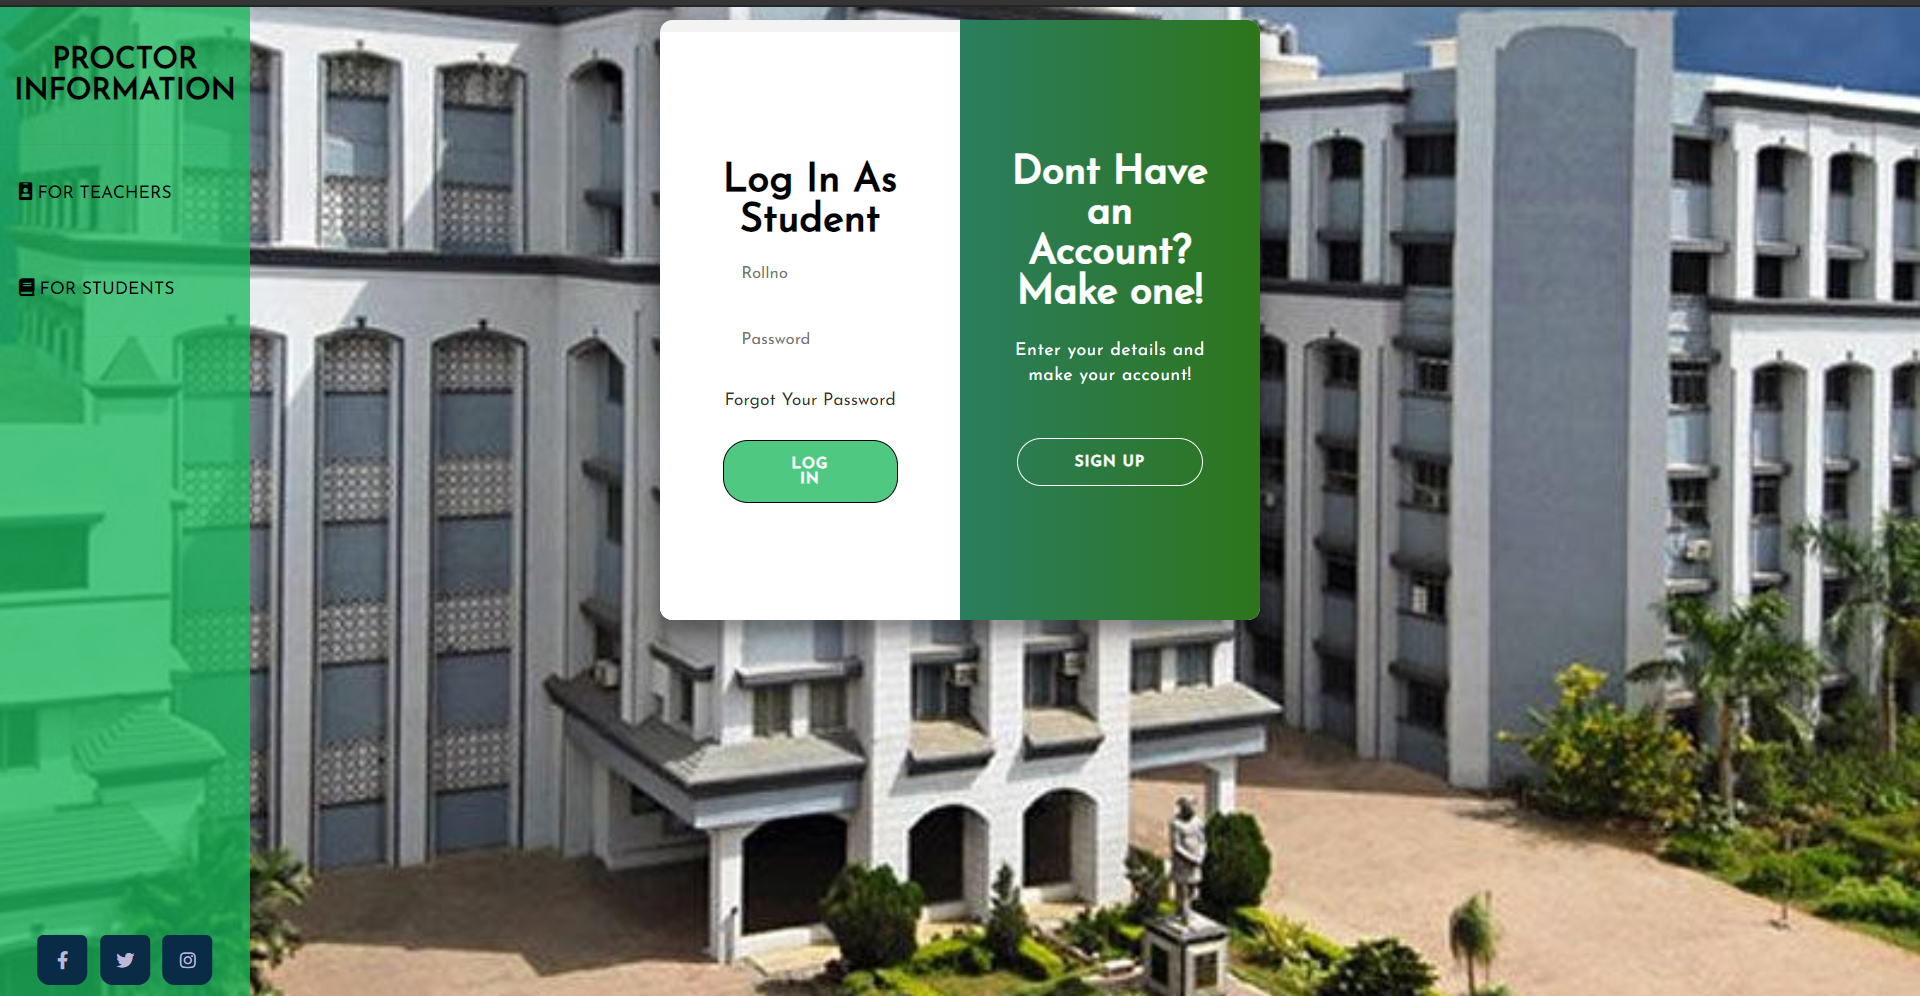 PROCTOR
INFORMATION
FOR TEACHERS
FOR STUDENTS
Log In As
Student
Rollno
Password
Forgot Your Password
LOG
IN
Dont Have
an
Account?
Make one!
Enter your details and
make your account!
SIGN UP